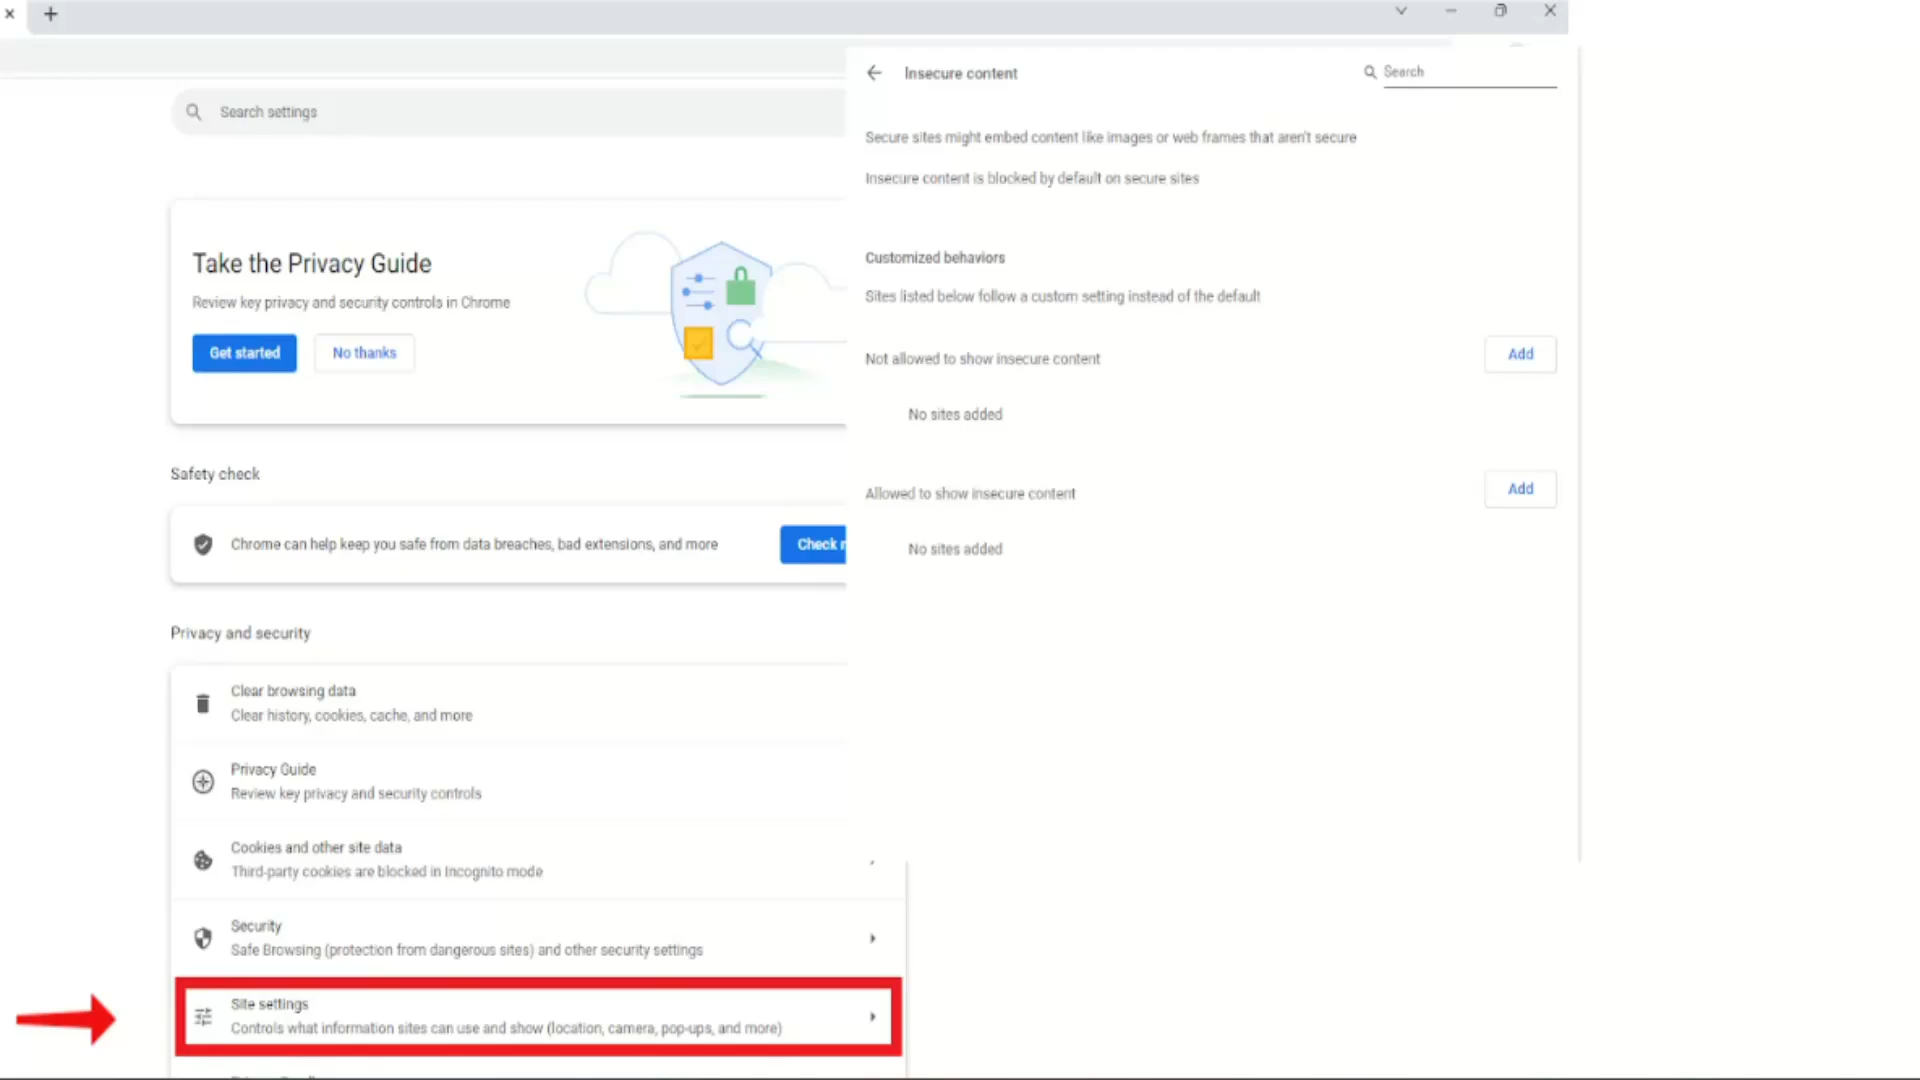 Search settings
Take the Privacy Guide
Review key privacy and security controls in Chrome
Get started
No thanks
Safety check
Chrome can help keep you safe from data breaches, bad extensions, and more
Check
Privacy and security
Clear browsing data
Clear history, cookies, cache, and more
Privacy Guide
Review key privacy and security controls
Cookies and other site data
Third-party cookies are blocked in Incognito mode
Security
Safe Browsing (protection from dangerous sites) and other security settings
Site settings
Controls what information sites can use and show (location, camera, pop-ups, and more)
Insecure content
Search
Secure sites might embed content like images or web frames that aren't secure
Insecure content is blocked by default on secure sites
Customized behaviors
Sites listed below follow a custom setting instead of the default
Not allowed to show insecure content
Add
No sites added
Allowed to show insecure content
Add
No sites added